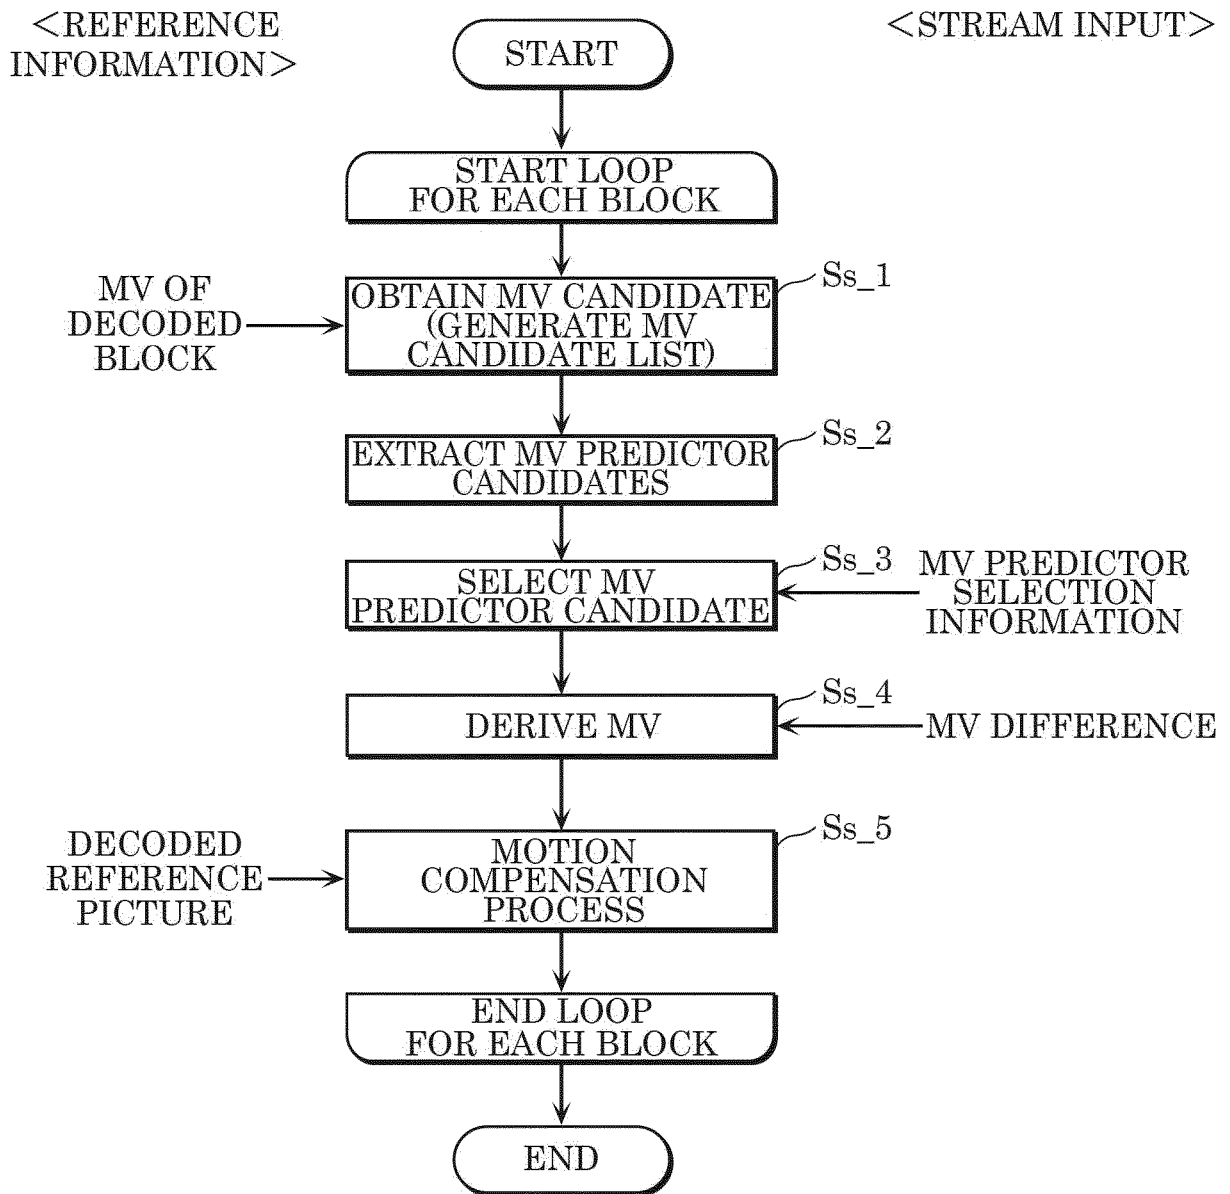 <REFERENCE
INFORMATION>
<STREAM INPUT>
START
START LOOP
FOR EACH BLOCK
MV OF
DECODED
BLOCK
OBTAIN MV CANDIDATE
(GENERATE MV
CANDIDATE LIST)
Ss_1
EXTRACT MV PREDICTOR
CANDIDATES
Ss_2
SELECT MV
PREDICTOR CANDIDATE
Ss_3
MV PREDICTOR
SELECTION
INFORMATION
DERIVE MV
Ss_4
MV DIFFERENCE
DECODED
REFERENCE
PICTURE
MOTION
COMPENSATION
PROCESS
Ss_5
END LOOP
FOR EACH BLOCK
END